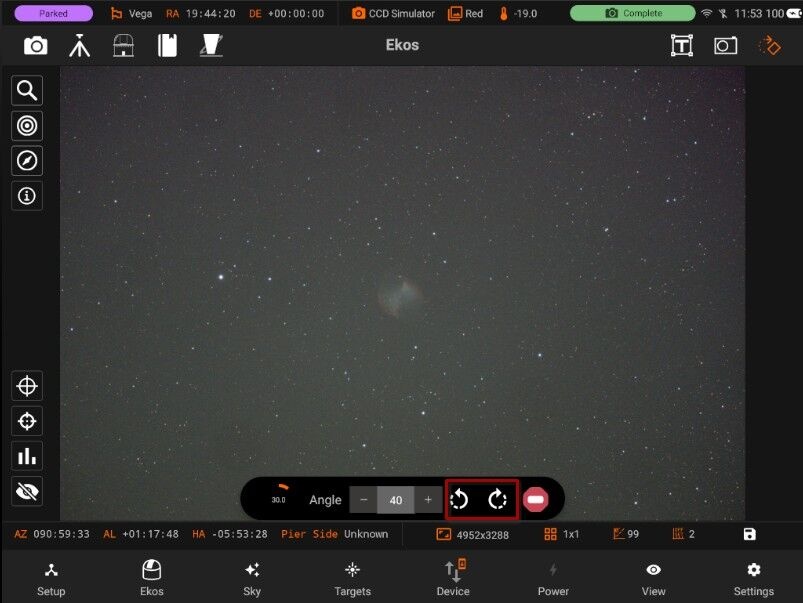 Parked Vega RA 19:44:20 DE +00:00:00 CCD Simulator Red -19.0 Complete 11:53 100
Ekos
T
30.0 Angle − 40 +
AZ 090:59:33 AL +01:17:48 HA -05:53:28 Pier Side Unknown 4952x3288 1x1 99 2
Setup Ekos Sky Targets Device Power View Settings